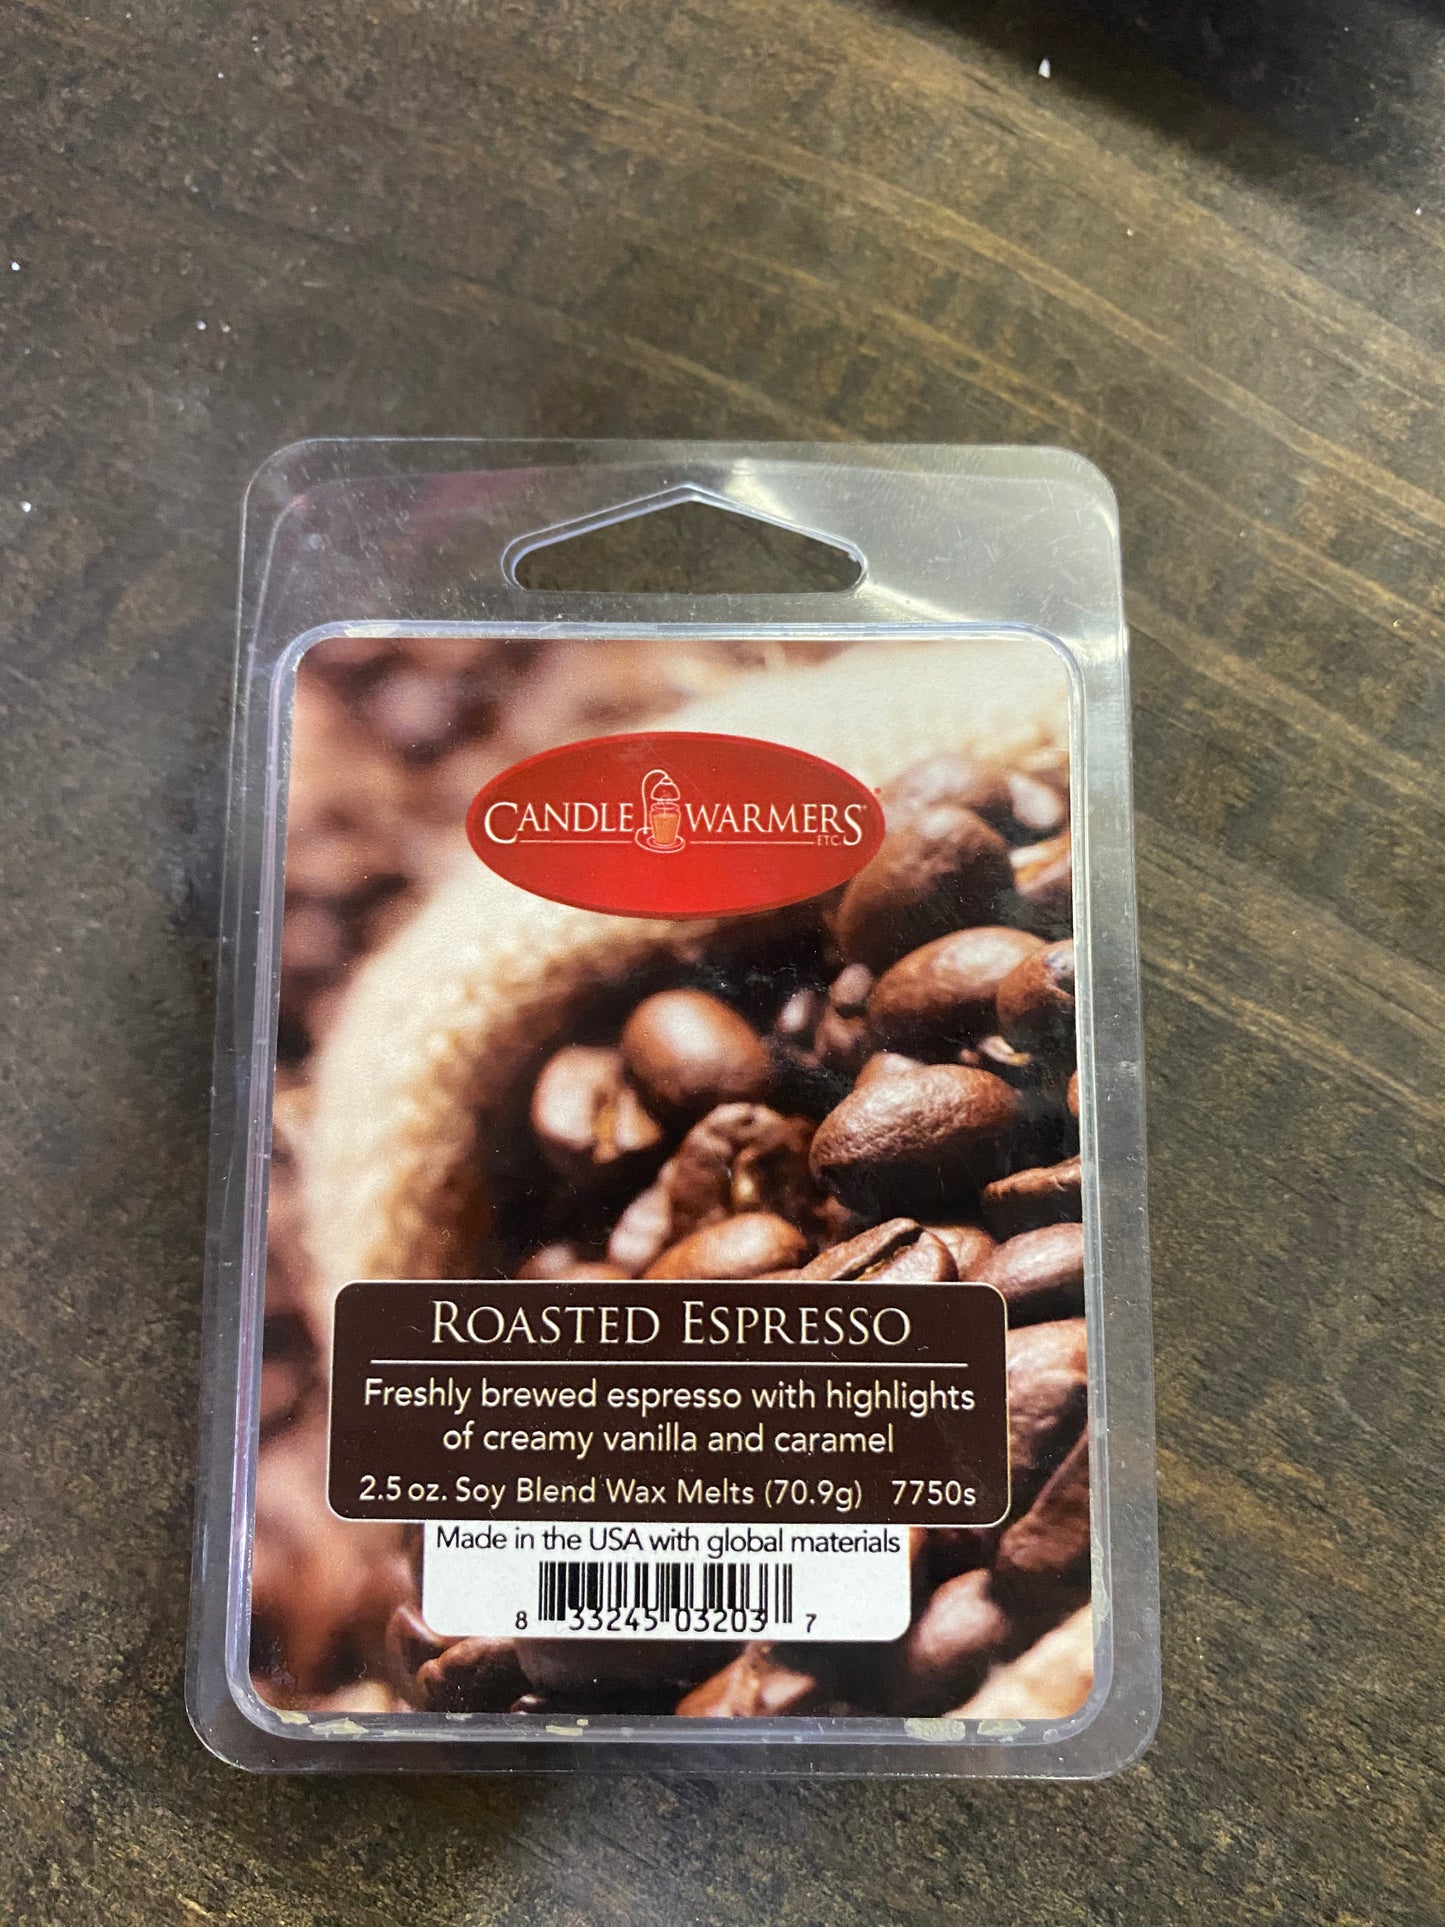 CANDLE WARMERS®
ETC
ROASTED ESPRESSO
Freshly brewed espresso with highlights
of creamy vanilla and caramel
2.5 oz. Soy Blend Wax Melts (70.9g) 7750s
Made in the USA with global materials
8 33245 03203 7